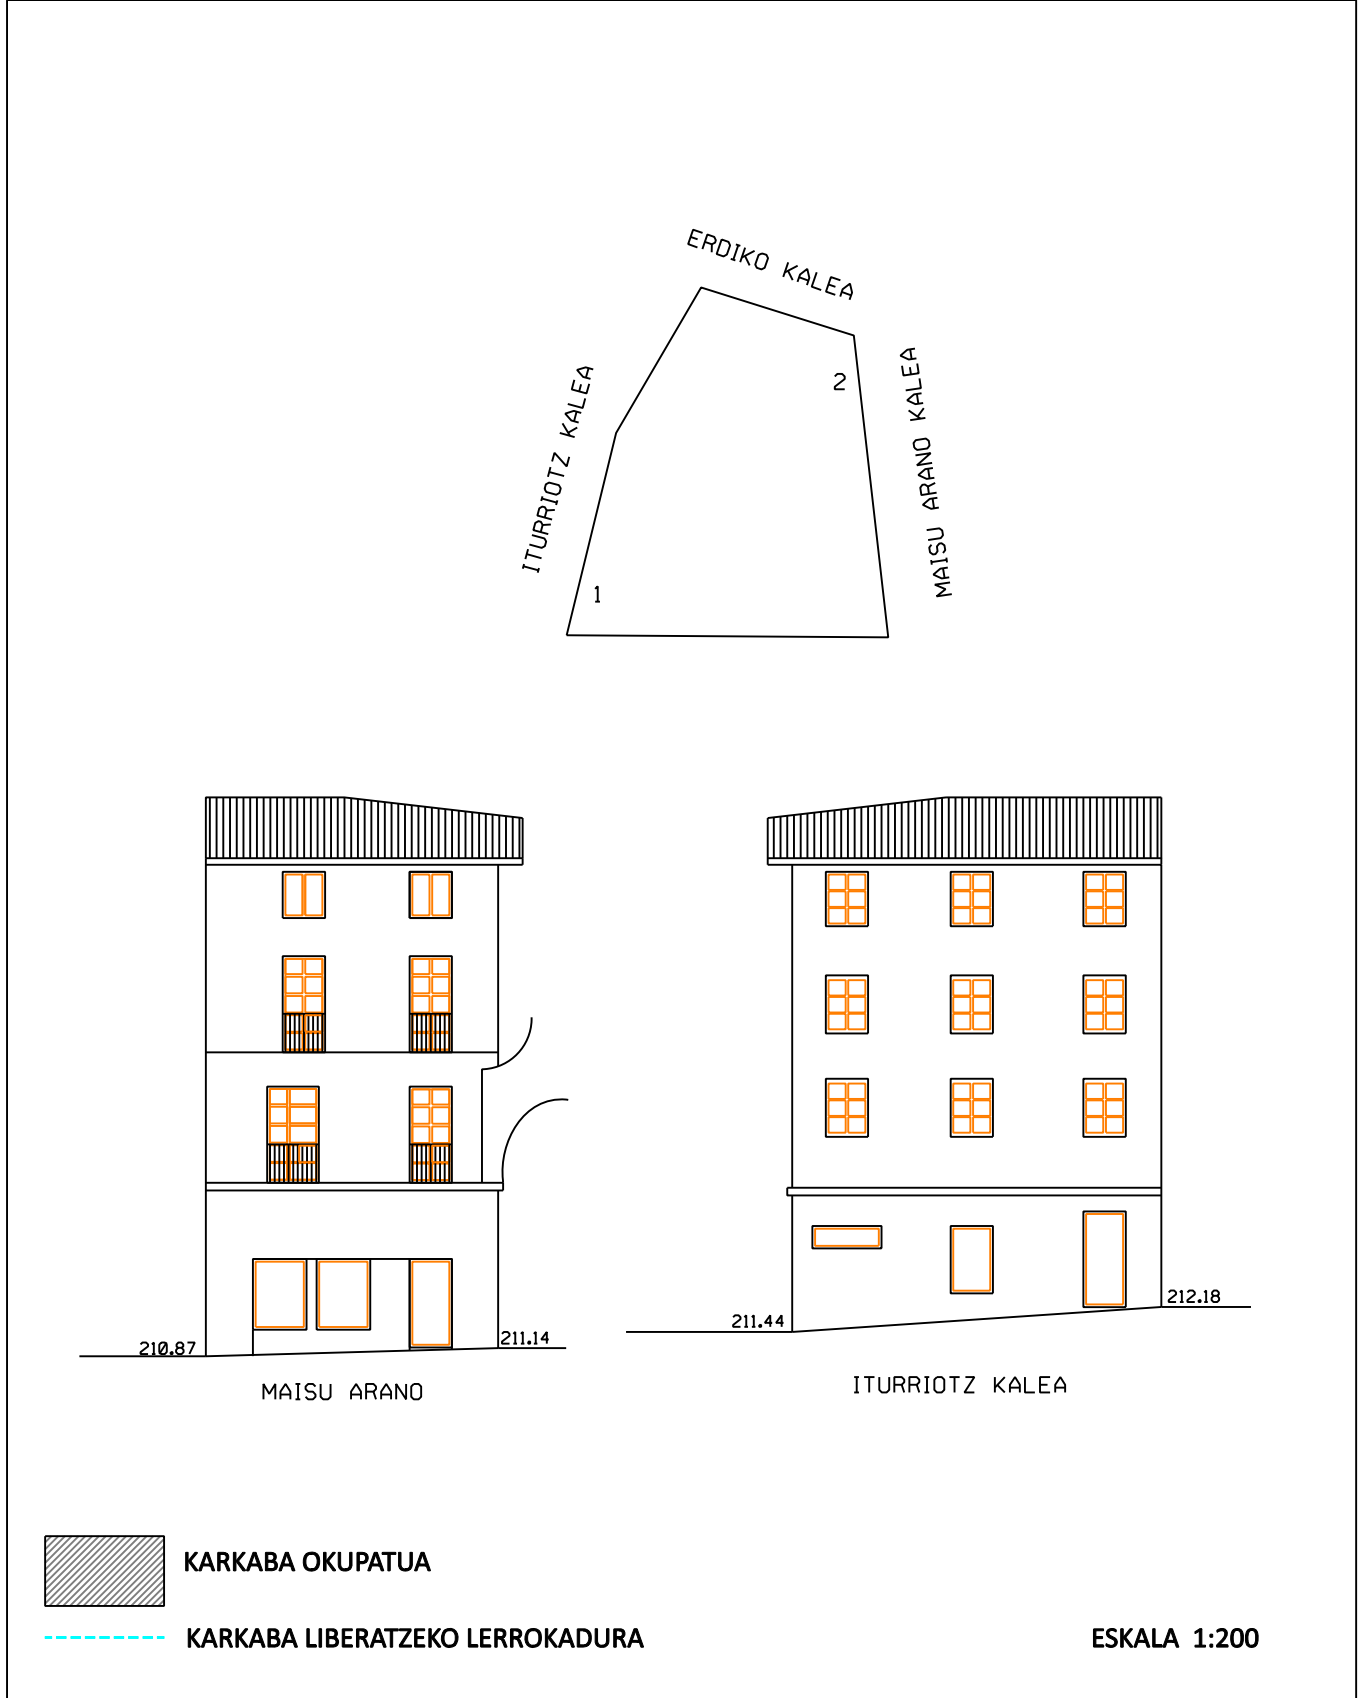 ERDIKO KALEA
ITURRIOTZ KALEA
MAISU ARANO KALEA
2
1
210.87
211.14
MAISU ARANO
211.44
212.18
ITURRIOTZ KALEA
KARKABA OKUPATUA
KARKABA LIBERATZEKO LERROKADURA
ESKALA 1:200